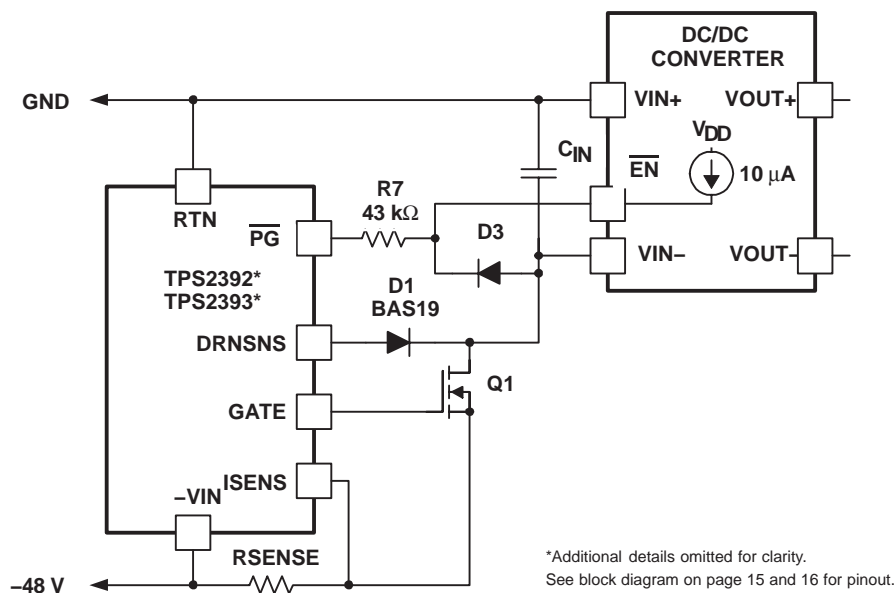 DC/DC
CONVERTER
GND
VIN+
VOUT+
VDD
CIN
EN
10 µA
R7
43 kΩ
RTN
PG
D3
VIN–
VOUT–
TPS2392*
TPS2393*
D1
BAS19
DRNSNS
Q1
GATE
ISENS
–VIN
RSENSE
–48 V
*Additional details omitted for clarity.
See block diagram on page 15 and 16 for pinout.